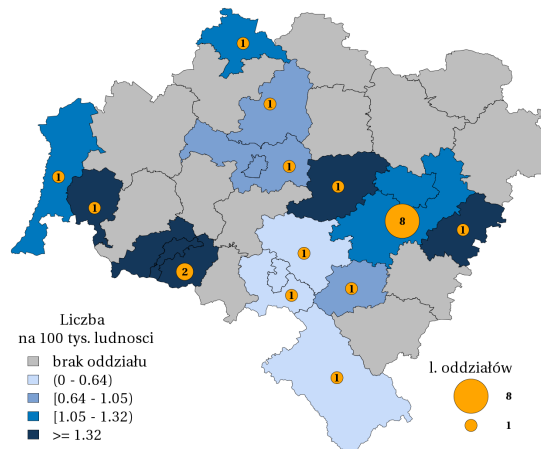 1
1
1
1
1
1
8
1
1
2
1
1
1
Liczba
na 100 tys. ludnosci
brak oddziału
(0 - 0.64)
[0.64 - 1.05)
[1.05 - 1.32)
>= 1.32
l. oddziałów
8
1